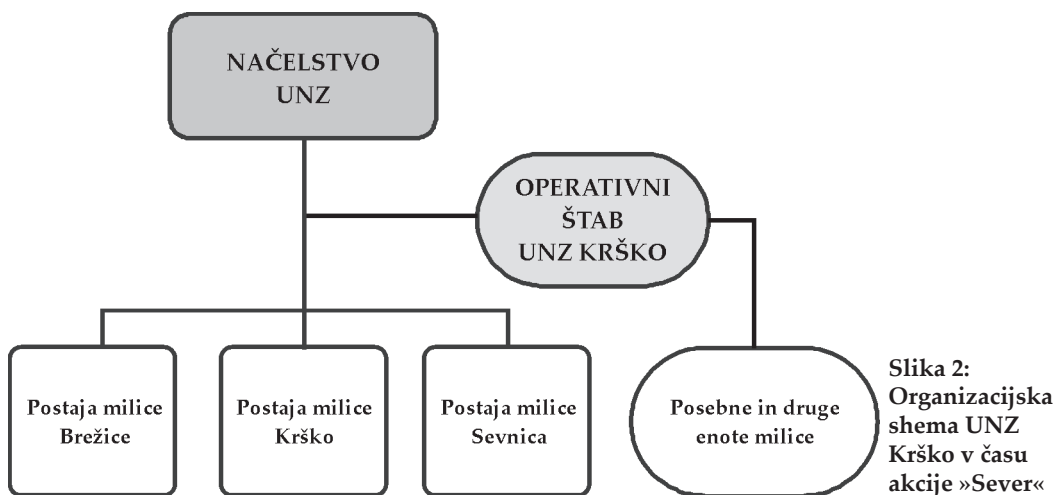 NAČELSTVO
UNZ
OPERATIVNI
ŠTAB
UNZ KRŠKO
Postaja milice
Brežice
Postaja milice
Krško
Postaja milice
Sevnica
Posebne in druge
enote milice
Slika 2:
Organizacijska
shema UNZ
Krško v času
akcije »Sever«